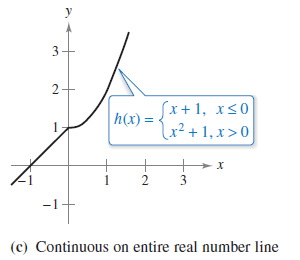 y
3
2
h(x) = { x + 1, x ≤ 0
x² + 1, x > 0
1
x
−1 1 2 3
−1
(c) Continuous on entire real number line